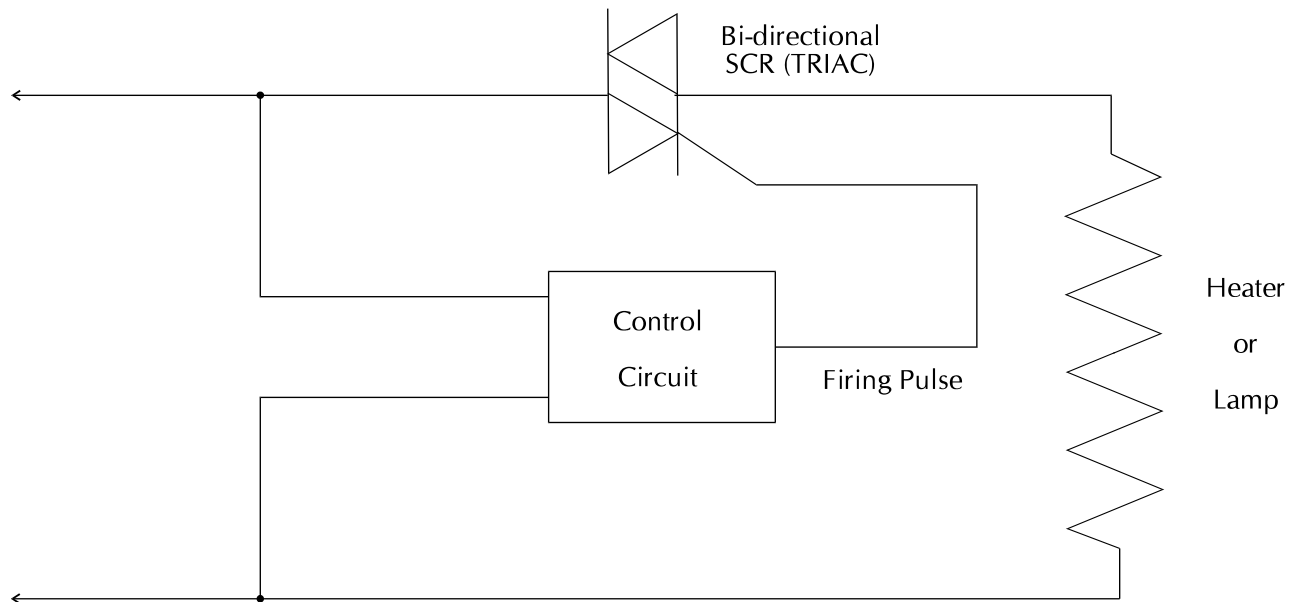 Bi-directional
SCR (TRIAC)
Control
Circuit
Firing Pulse
Heater
or
Lamp